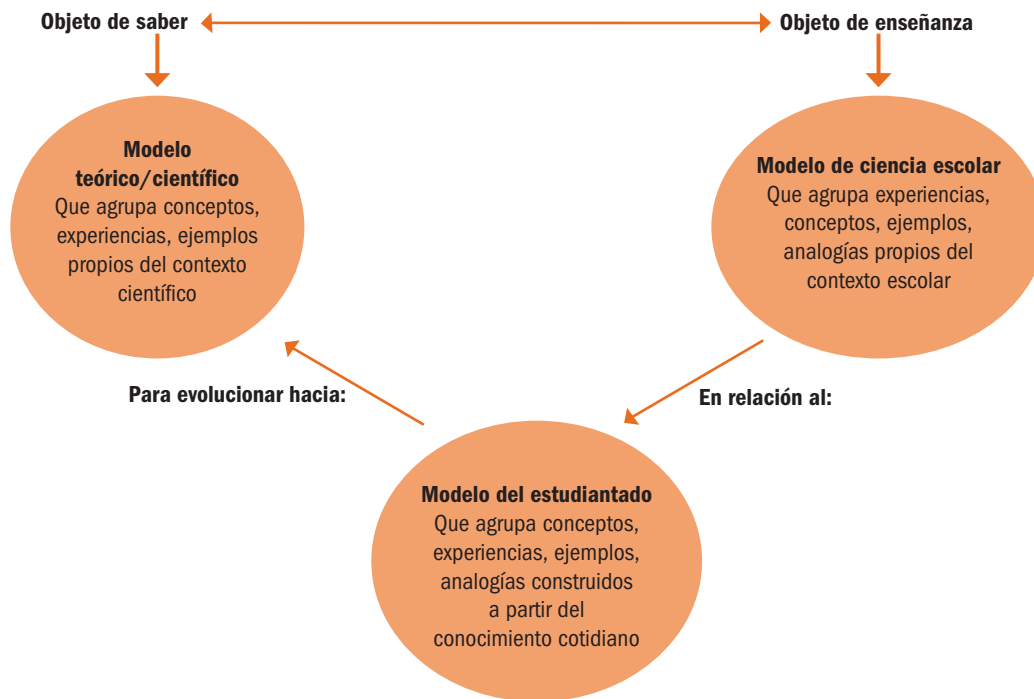 Objeto de saber
Objeto de enseñanza
Modelo
teórico/científico
Que agrupa conceptos,
experiencias, ejemplos
propios del contexto
científico
Modelo de ciencia escolar
Que agrupa experiencias,
conceptos, ejemplos,
analogías propios del
contexto escolar
Para evolucionar hacia:
En relación al:
Modelo del estudiantado
Que agrupa conceptos,
experiencias, ejemplos,
analogías construidos
a partir del
conocimiento cotidiano